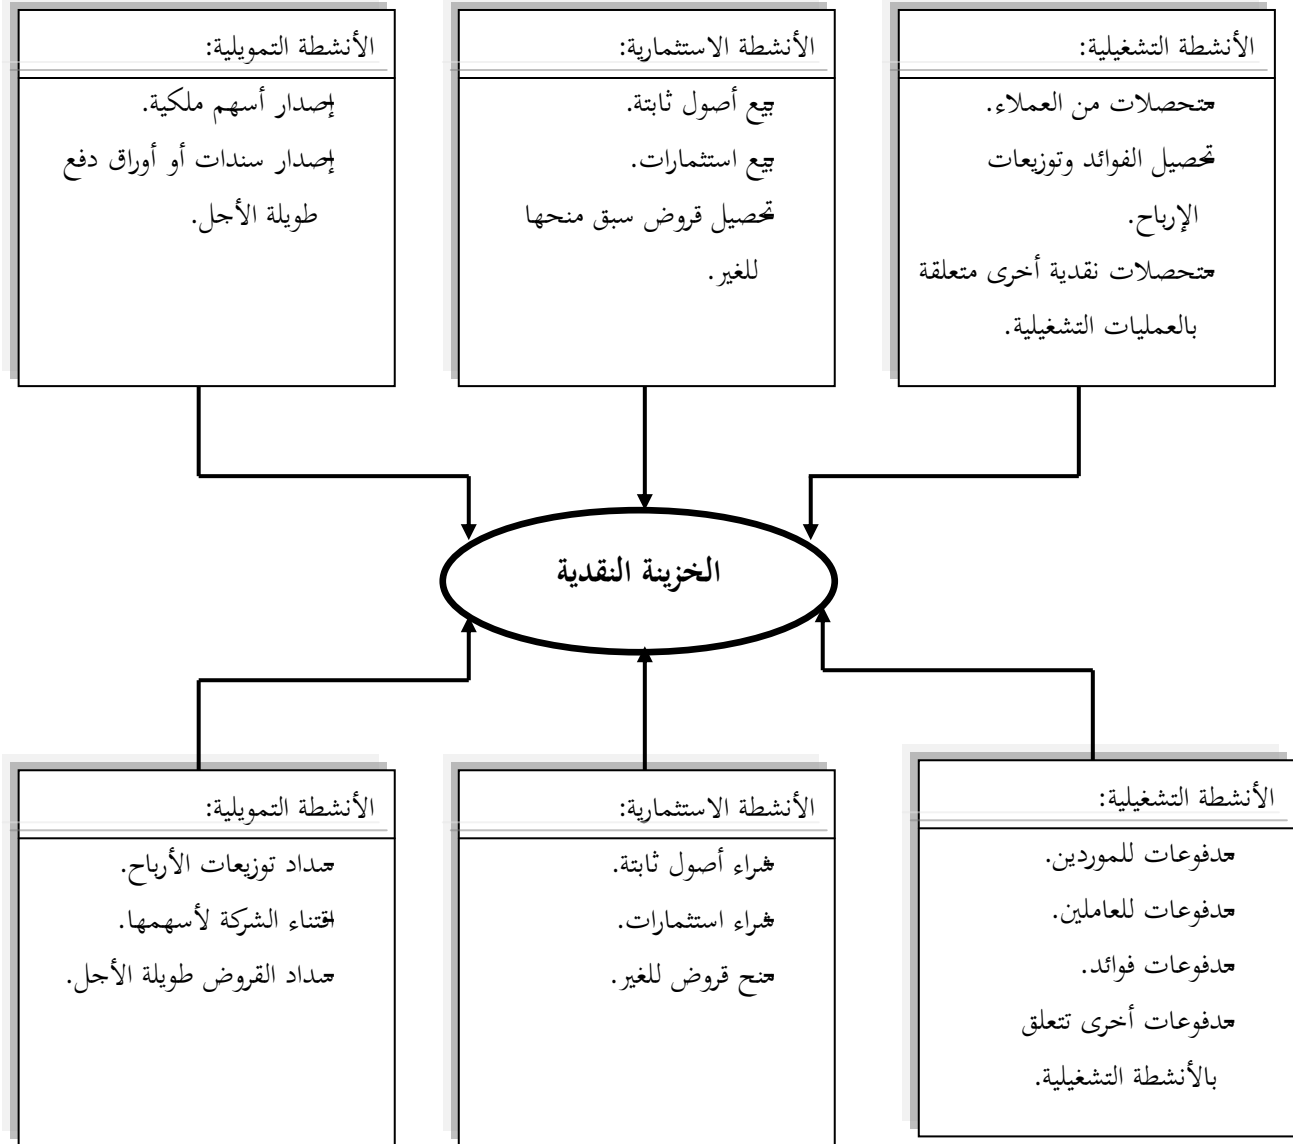 الأنشطة التشغيلية:
- متحصلات من العملاء.
- تحصيل الفوائد وتوزيعات
الإرباح.
- متحصلات نقدية أخرى متعلقة
بالعمليات التشغيلية.
الأنشطة الاستثمارية:
- بيع أصول ثابتة.
- بيع استثمارات.
- تحصيل قروض سبق منحها
للغير.
الأنشطة التمويلية:
- إصدار أسهم ملكية.
- إصدار سندات أو أوراق دفع
طويلة الأجل.
الخزينة النقدية
الأنشطة التشغيلية:
- مدفوعات للموردين.
- مدفوعات للعاملين.
- مدفوعات فوائد.
- مدفوعات أخرى تتعلق
بالأنشطة التشغيلية.
الأنشطة الاستثمارية:
- شراء أصول ثابتة.
- شراء استثمارات.
- منح قروض للغير.
الأنشطة التمويلية:
- سداد توزيعات الأرباح.
- اقتناء الشركة لأسهمها.
- سداد القروض طويلة الأجل.